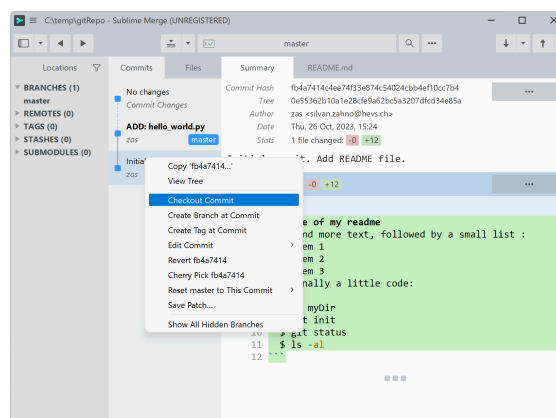 C:\temp\gitRepo - Sublime Merge (UNREGISTERED)
master
Locations
BRANCHES (1)
master
REMOTES (0)
TAGS (0)
STASHES (0)
SUBMODULES (0)
Commits
Files
No changes
Commit Changes
ADD: hello_world.py
zas
master
Initia
zas
Summary
README.md
Commit Hash fb4a7414c4ee74f33e874c54024cbb4ef10cc7b4
Tree 0e55362b10a1e28cfe9a62bc5a3207dfcd34e85a
Author zas <silvan.zahno@hevs.ch>
Date Thu, 26 Oct, 2023, 15:24
Stats 1 file changed: -0 +12
it. Add README file.
-0 +12
e of my readme
nd more text, followed by a small list :
em 1
em 2
em 3
nally a little code:
myDir
t init
10 $ git status
11 $ ls -al
12 ```
Copy 'fb4a7414...'
View Tree
Checkout Commit
Create Branch at Commit
Create Tag at Commit
Edit Commit
Revert fb4a7414
Cherry Pick fb4a7414
Reset master to This Commit
Save Patch...
Show All Hidden Branches